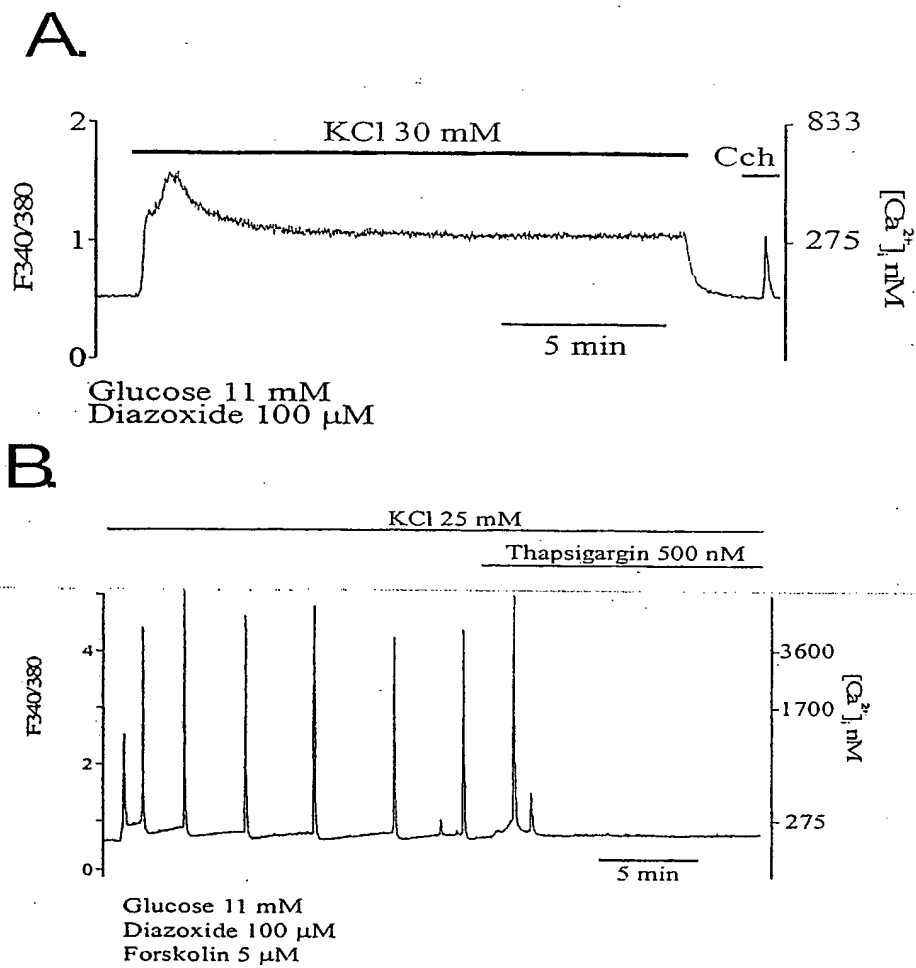 A.
KCl 30 mM
Cch
2
1
0
F340/380
833
275
[Ca2+]i nM
5 min
Glucose 11 mM
Diazoxide 100 µM
B.
KCl 25 mM
Thapsigargin 500 nM
4
2
0
F340/380
3600
1700
275
[Ca2+]i nM
5 min
Glucose 11 mM
Diazoxide 100 µM
Forskolin 5 µM